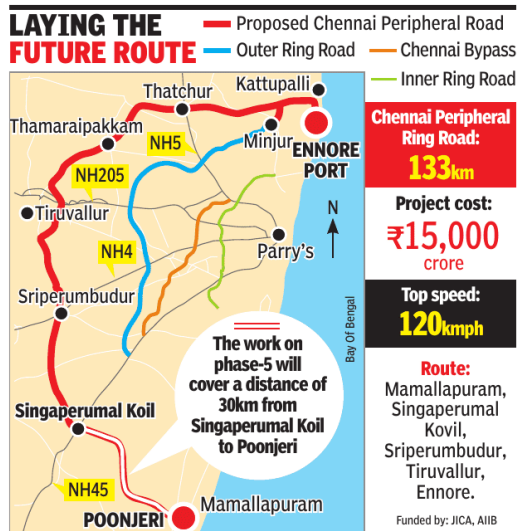 LAYING THE
FUTURE ROUTE
Proposed Chennai Peripheral Road
Outer Ring Road
Chennai Bypass
Inner Ring Road
Kattupalli
Thatchur
Thamaraipakkam
NH5
Minjur
ENNORE
PORT
NH205
Tiruvallur
N
NH4
Parry's
Sriperumbudur
Bay Of Bengal
The work on
phase-5 will
cover a distance of
30km from
Singaperumal Koil
to Poonjeri
Singaperumal Koil
NH45
Mamallapuram
POONJERI
Chennai Peripheral
Ring Road:
133km
Project cost:
₹15,000
crore
Top speed:
120kmph
Route:
Mamallapuram,
Singaperumal
Kovil,
Sriperumbudur,
Tiruvallur,
Ennore.
Funded by: JICA, AIIB